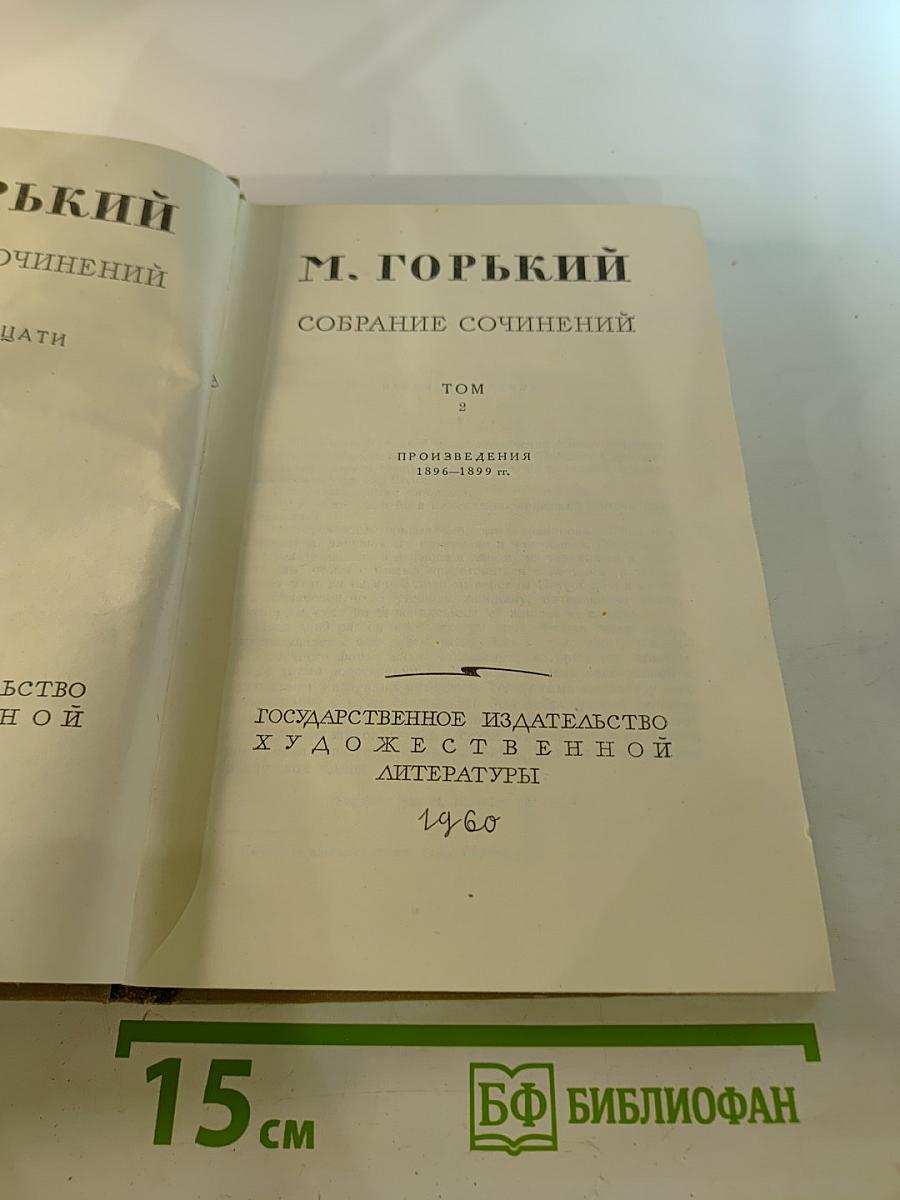 РЬКИЙ
ОЧИНЕНИЙ
ЦАТИ
ЛЬСТВО
НОЙ
М. ГОРЬКИЙ
СОБРАНИЕ СОЧИНЕНИЙ
ТОМ
2
ПРОИЗВЕДЕНИЯ
1896—1899 гг.
ГОСУДАРСТВЕННОЕ ИЗДАТЕЛЬСТВО
ХУДОЖЕСТВЕННОЙ
ЛИТЕРАТУРЫ
1960
15 см
БФ БИБЛИОФАН